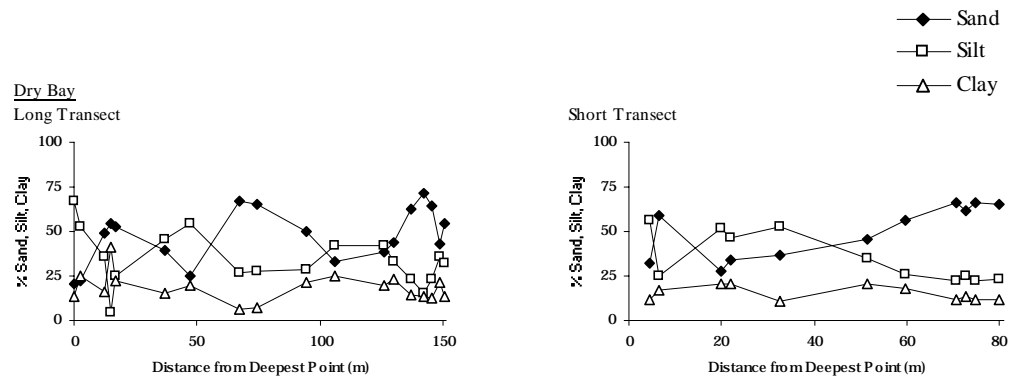 Sand
Silt
Clay
Dry Bay
Long Transect
Short Transect
100
75
50
25
0
% Sand, Silt, Clay
0
50
100
150
Distance from Deepest Point (m)
100
75
50
25
0
% Sand, Silt, Clay
0
20
40
60
80
Distance from Deepest Point (m)